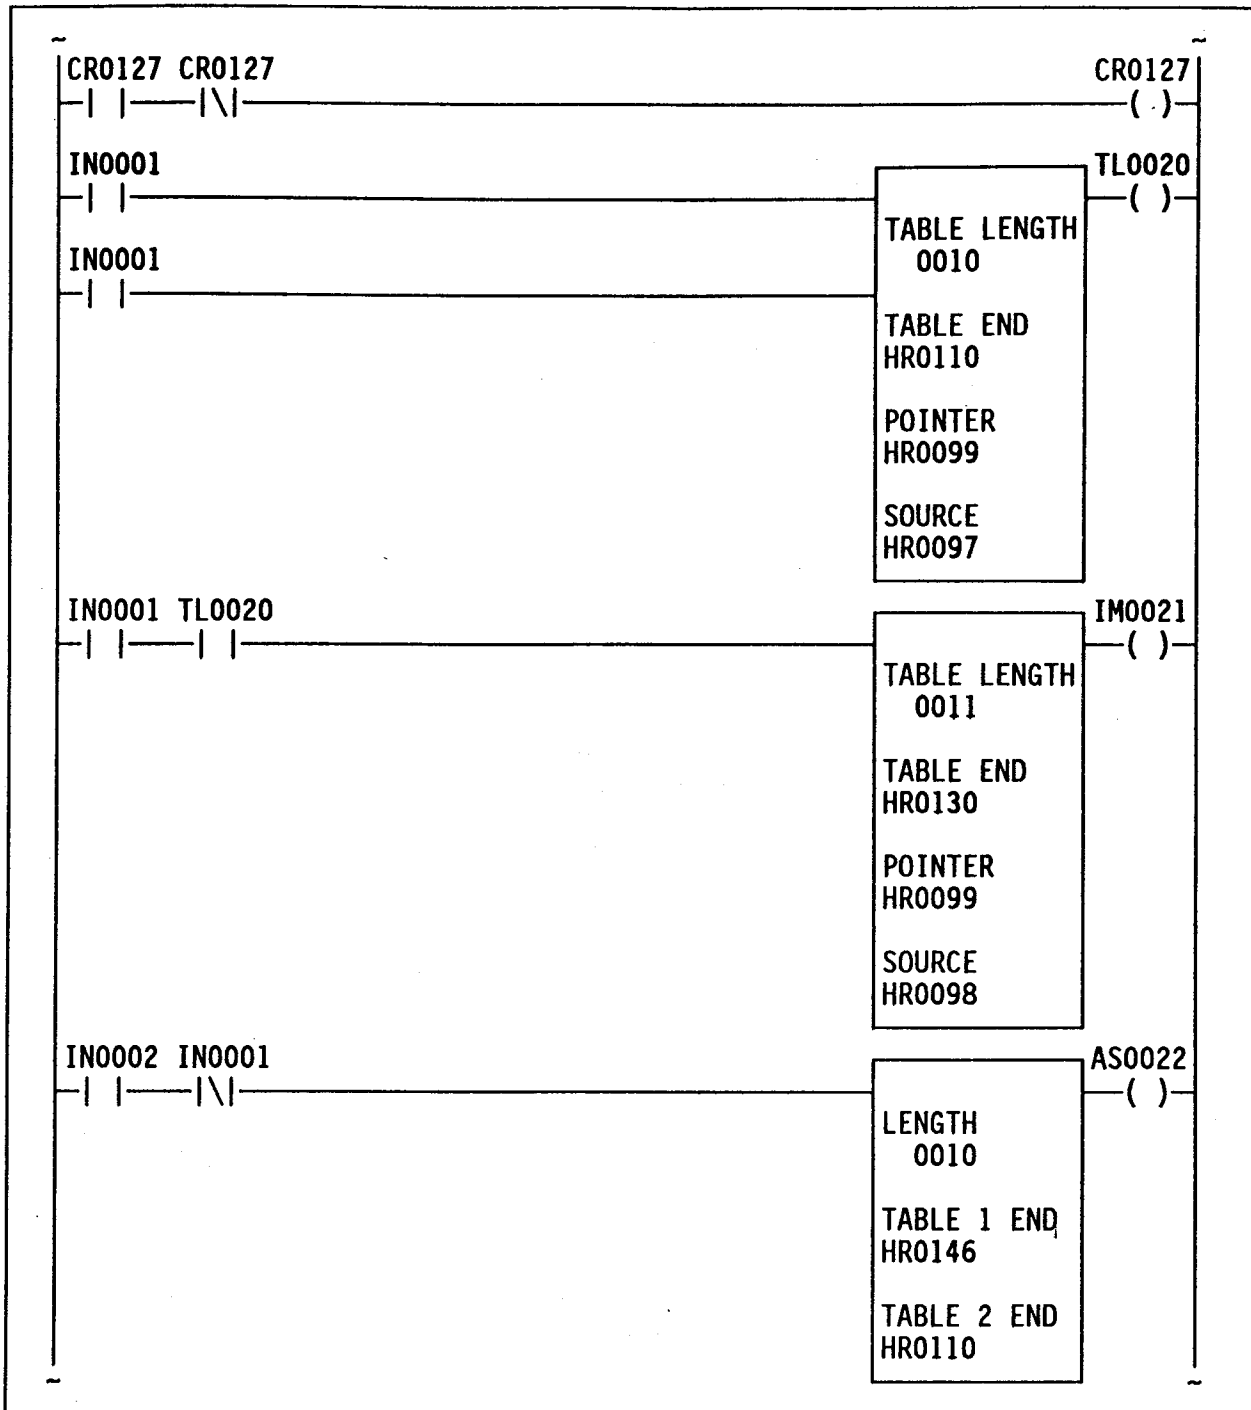 CR0127 CR0127 CR0127
IN0001 TL0020
TABLE LENGTH
0010
IN0001
TABLE END
HR0110
POINTER
HR0099
SOURCE
HR0097
IN0001 TL0020 IM0021
TABLE LENGTH
0011
TABLE END
HR0130
POINTER
HR0099
SOURCE
HR0098
IN0002 IN0001 AS0022
LENGTH
0010
TABLE 1 END
HR0146
TABLE 2 END
HR0110